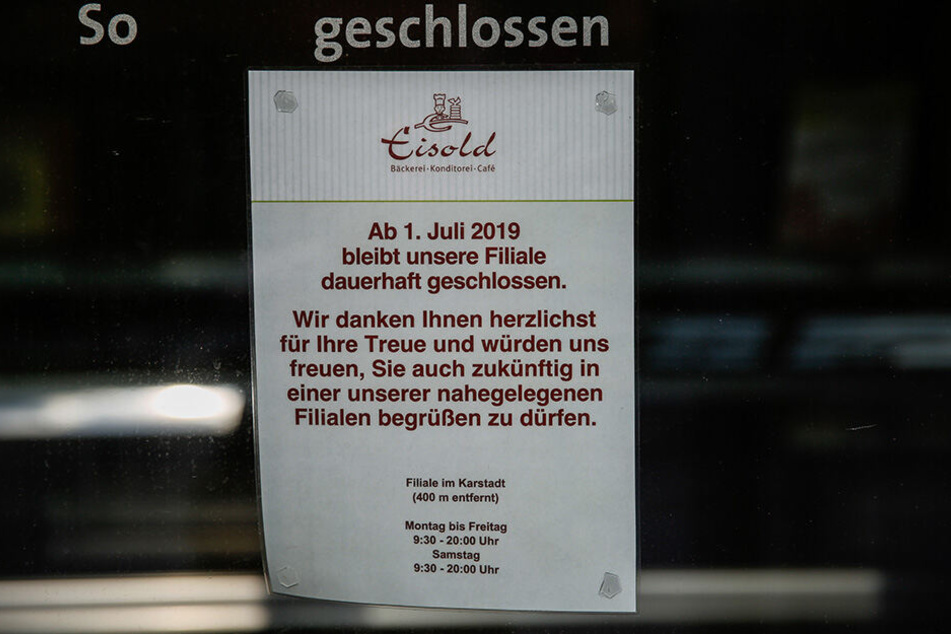 So geschlossen
Eisold
Bäckerei · Konditorei · Café
Ab 1. Juli 2019
bleibt unsere Filiale
dauerhaft geschlossen.
Wir danken Ihnen herzlichst
für Ihre Treue und würden uns
freuen, Sie auch zukünftig in
einer unserer nahegelegenen
Filialen begrüßen zu dürfen.
Filiale im Karstadt
(400 m entfernt)
Montag bis Freitag
9:30 - 20:00 Uhr
Samstag
9:30 - 20:00 Uhr